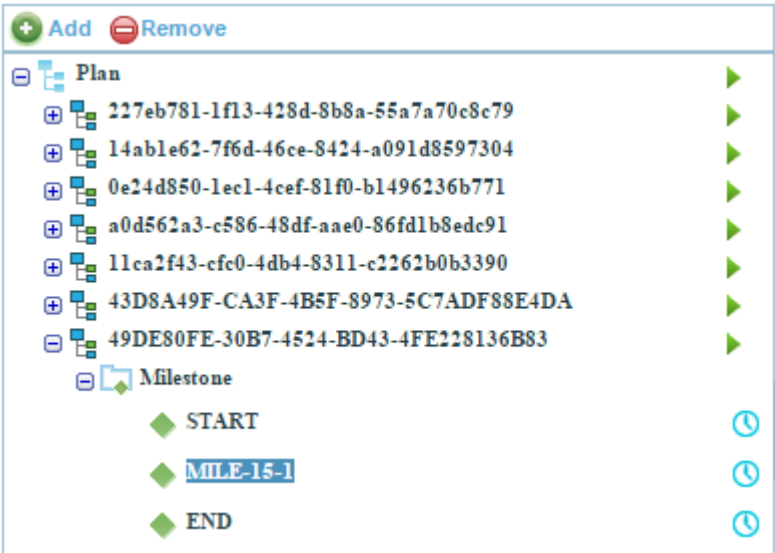 Add Remove
Plan
227eb781-1f13-428d-8b8a-55a7a70c8c79
14ab1e62-7f6d-46ce-8424-a091d8597304
0e24d850-1ec1-4cef-81f0-b1496236b771
a0d562a3-c586-48df-aae0-86fd1b8edc91
11ca2f43-cfc0-4db4-8311-c2262b0b3390
43D8A49F-CA3F-4B5F-8973-5C7ADF88E4DA
49DE80FE-30B7-4524-BD43-4FE228136B83
Milestone
START
MILE-15-1
END